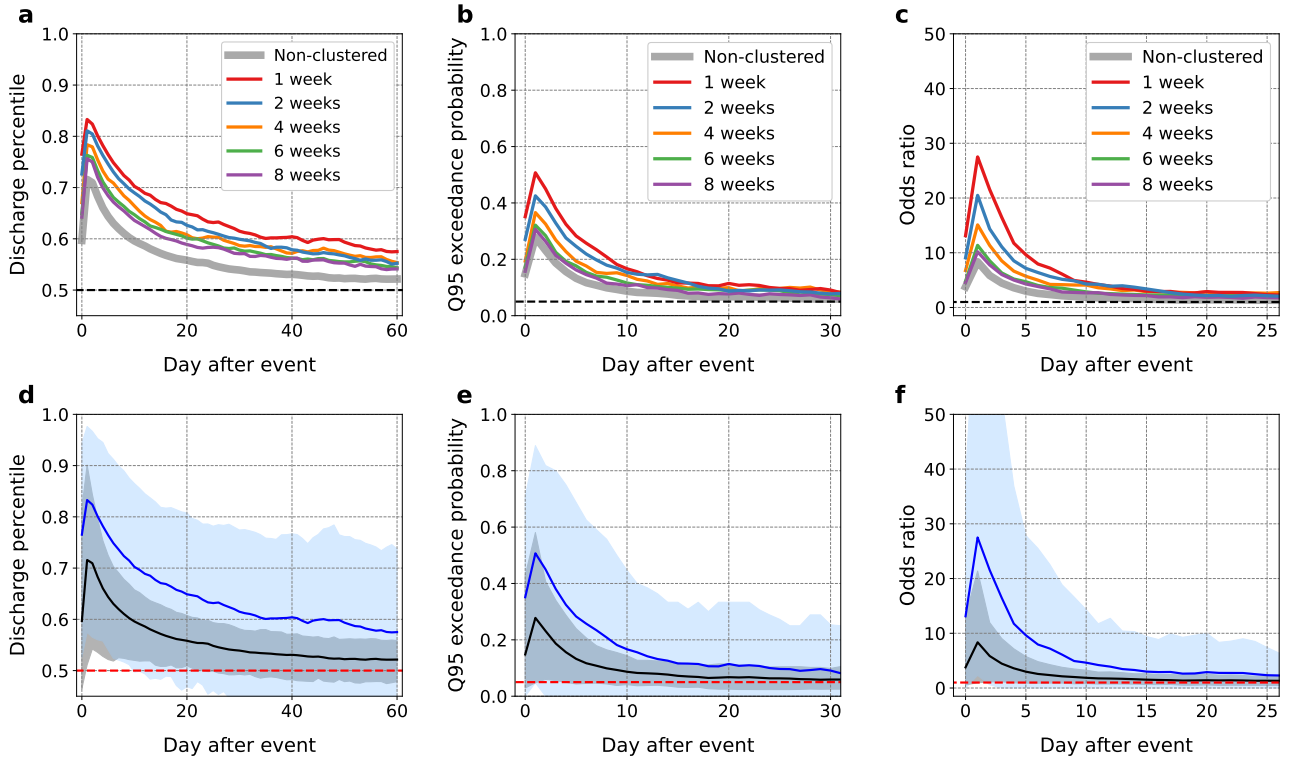 a
b
c
Discharge percentile
1.0
0.9
0.8
0.7
0.6
0.5
Non-clustered
1 week
2 weeks
4 weeks
6 weeks
8 weeks
0
20
40
60
Day after event
Q95 exceedance probability
1.0
0.8
0.6
0.4
0.2
0.0
Non-clustered
1 week
2 weeks
4 weeks
6 weeks
8 weeks
0
10
20
30
Day after event
Odds ratio
50
40
30
20
10
0
Non-clustered
1 week
2 weeks
4 weeks
6 weeks
8 weeks
0
5
10
15
20
25
Day after event
d
e
f
Discharge percentile
1.0
0.9
0.8
0.7
0.6
0.5
0
20
40
60
Day after event
Q95 exceedance probability
1.0
0.8
0.6
0.4
0.2
0.0
0
10
20
30
Day after event
Odds ratio
50
40
30
20
10
0
0
5
10
15
20
25
Day after event